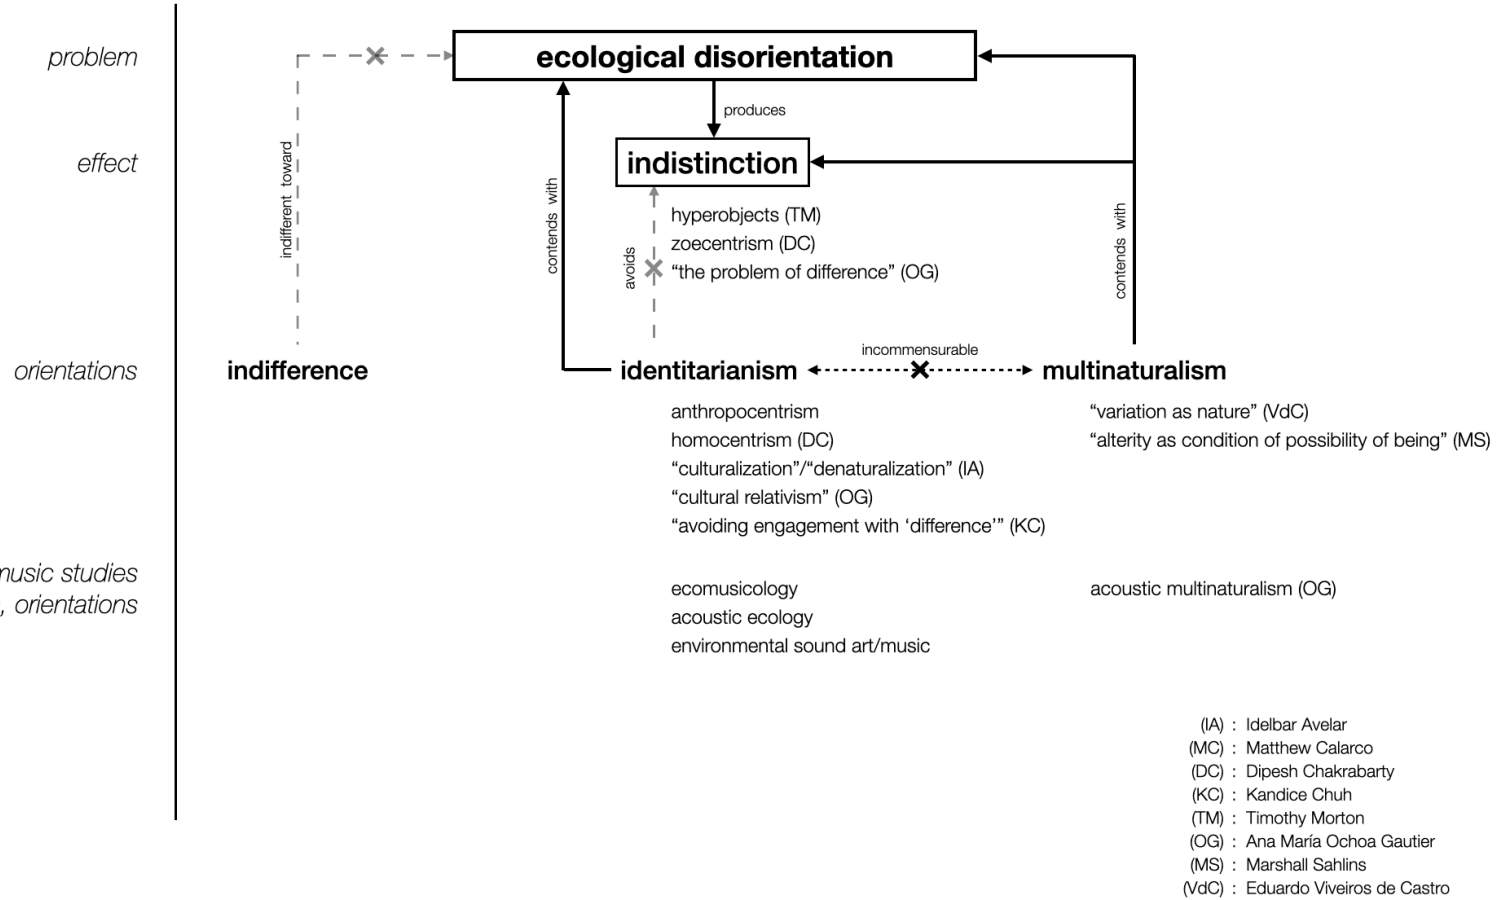 problem
ecological disorientation
produces
effect
indistinction
indifferent toward
contends with
avoids
contends with
hyperobjects (TM)
zoecentrism (DC)
“the problem of difference” (OG)
incommensurable
orientations
indifference
identitarianism
multinaturalism
anthropocentrism
homocentrism (DC)
“culturalization”/“denaturalization” (IA)
“cultural relativism” (OG)
“avoiding engagement with ‘difference’” (KC)
“variation as nature” (VdC)
“alterity as condition of possibility of being” (MS)
music studies
, orientations
ecomusicology
acoustic ecology
environmental sound art/music
acoustic multinaturalism (OG)
(IA) : Idelbar Avelar
(MC) : Matthew Calarco
(DC) : Dipesh Chakrabarty
(KC) : Kandice Chuh
(TM) : Timothy Morton
(OG) : Ana María Ochoa Gautier
(MS) : Marshall Sahlins
(VdC) : Eduardo Viveiros de Castro